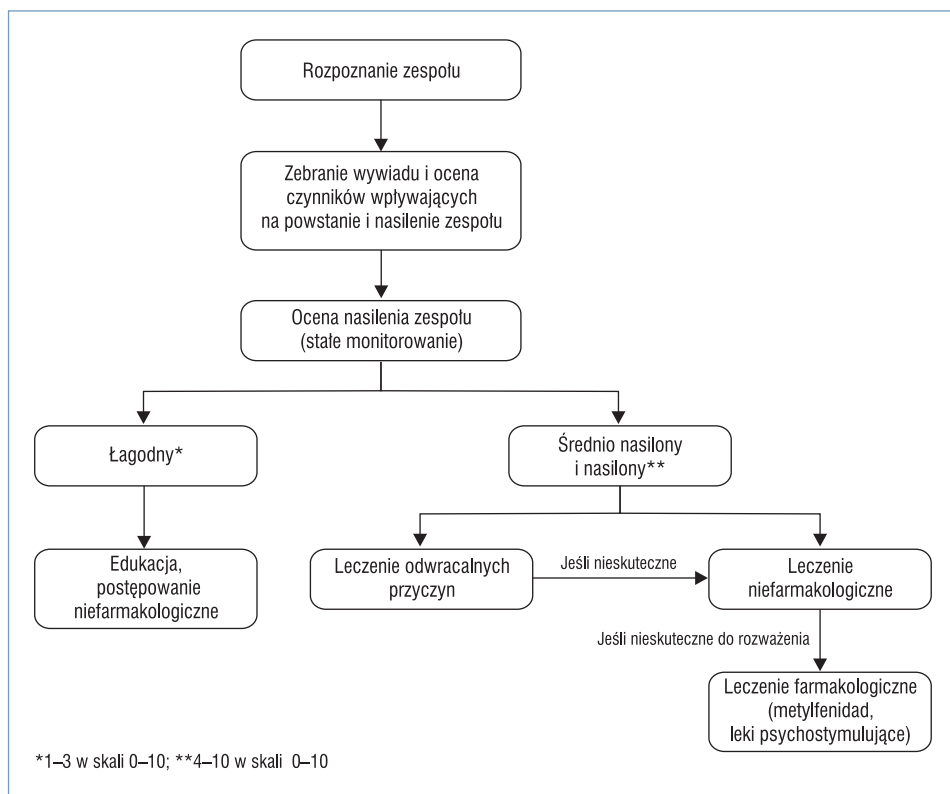 Rozpoznanie zespołu
Zebranie wywiadu i ocena
czynników wpływających
na powstanie i nasilenie zespołu
Ocena nasilenia zespołu
(stałe monitorowanie)
Łagodny*
Średnio nasilony
i nasilony**
Edukacja,
postępowanie
niefarmakologiczne
Leczenie odwracalnych
przyczyn
Jeśli nieskuteczne
Leczenie
niefarmakologiczne
Jeśli nieskuteczne do rozważenia
Leczenie farmakologiczne
(metylfenidad,
leki psychostymulujące)
*1–3 w skali 0–10; **4–10 w skali 0–10